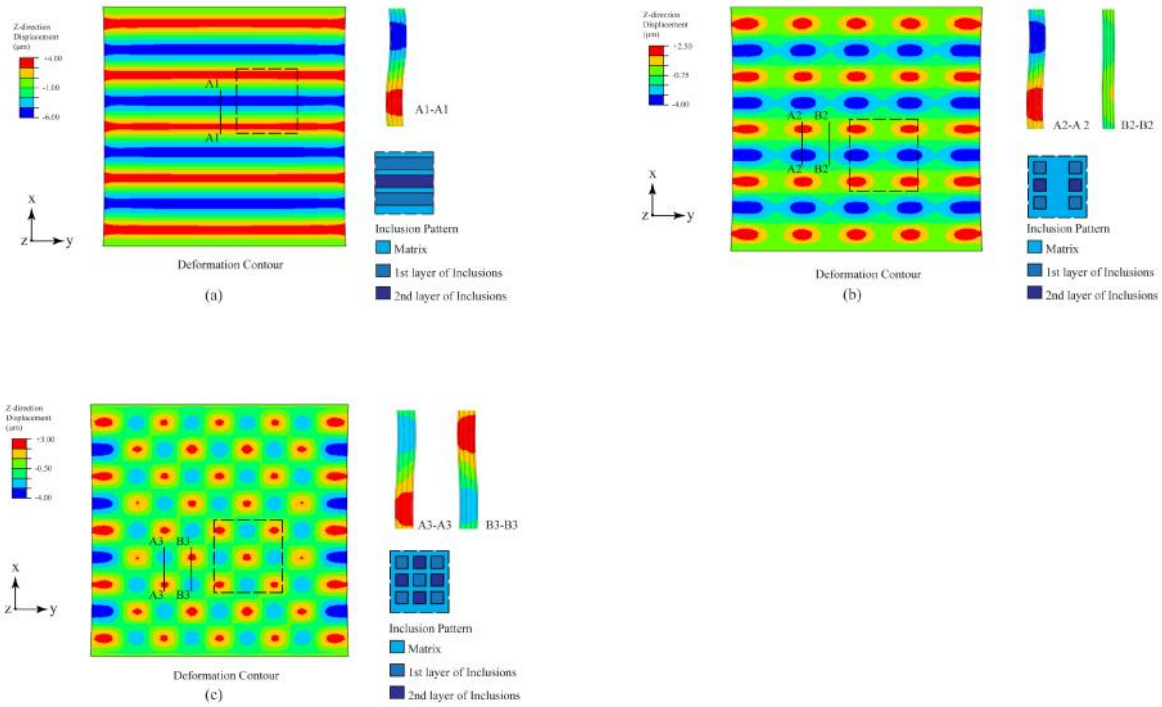 Z-direction
Displacement
(μm)
+4.00
-1.00
-6.00
A1
A1
A1-A1
x
z
y
Inclusion Pattern
Matrix
1st layer of Inclusions
2nd layer of Inclusions
Deformation Contour
(a)
Z-direction
Displacement
(μm)
+2.50
-0.75
-4.00
A2 B2
A2 B2
A2-A 2
B2-B2
x
z
y
Inclusion Pattern
Matrix
1st layer of Inclusions
2nd layer of Inclusions
Deformation Contour
(b)
Z-direction
Displacement
(μm)
+3.00
-0.50
-4.00
A3 B3
A3 B3
A3-A3
B3-B3
x
z
y
Inclusion Pattern
Matrix
1st layer of Inclusions
2nd layer of Inclusions
Deformation Contour
(c)